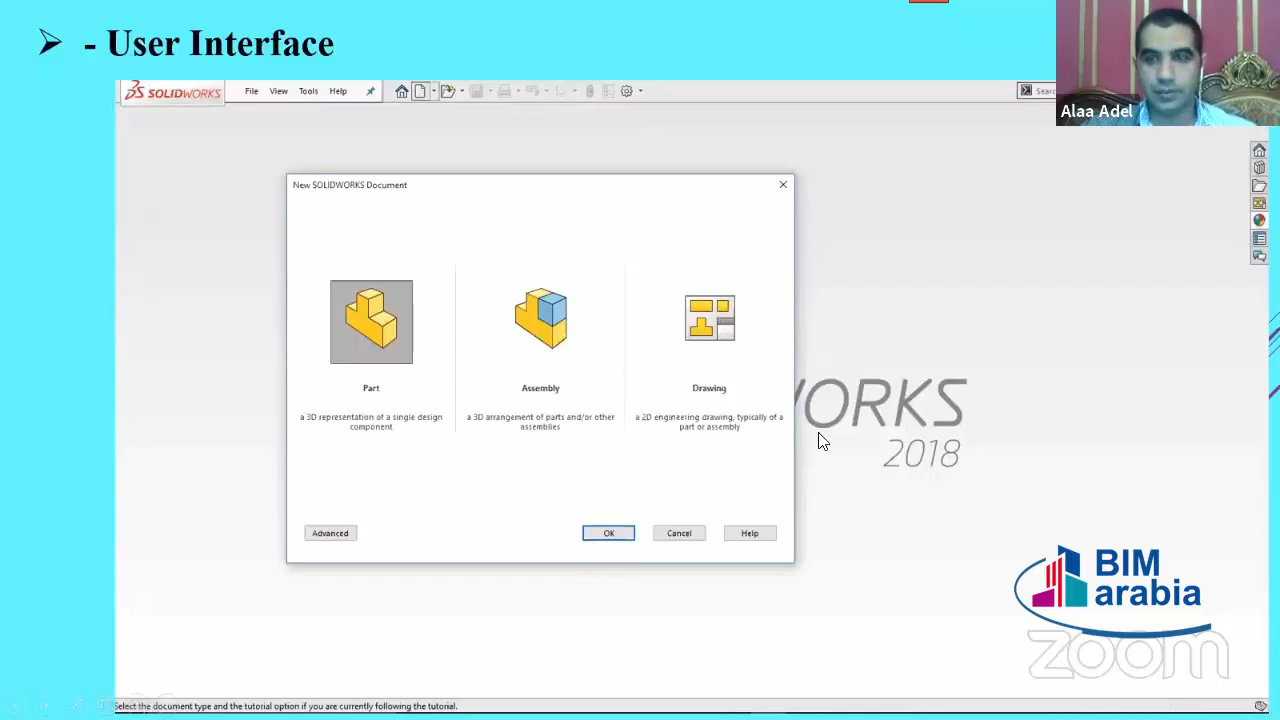 - User Interface
SOLIDWORKS
File View Tools Help
Alaa Adel
New SOLIDWORKS Document
Part
Assembly
Drawing
a 3D representation of a single design
component
a 3D arrangement of parts and/or other
assemblies
a 2D engineering drawing, typically of a
part or assembly
WORKS
2018
Advanced
OK
Cancel
Help
BIM
arabia
zoom
Select the document type and the tutorial option if you are currently following the tutorial.